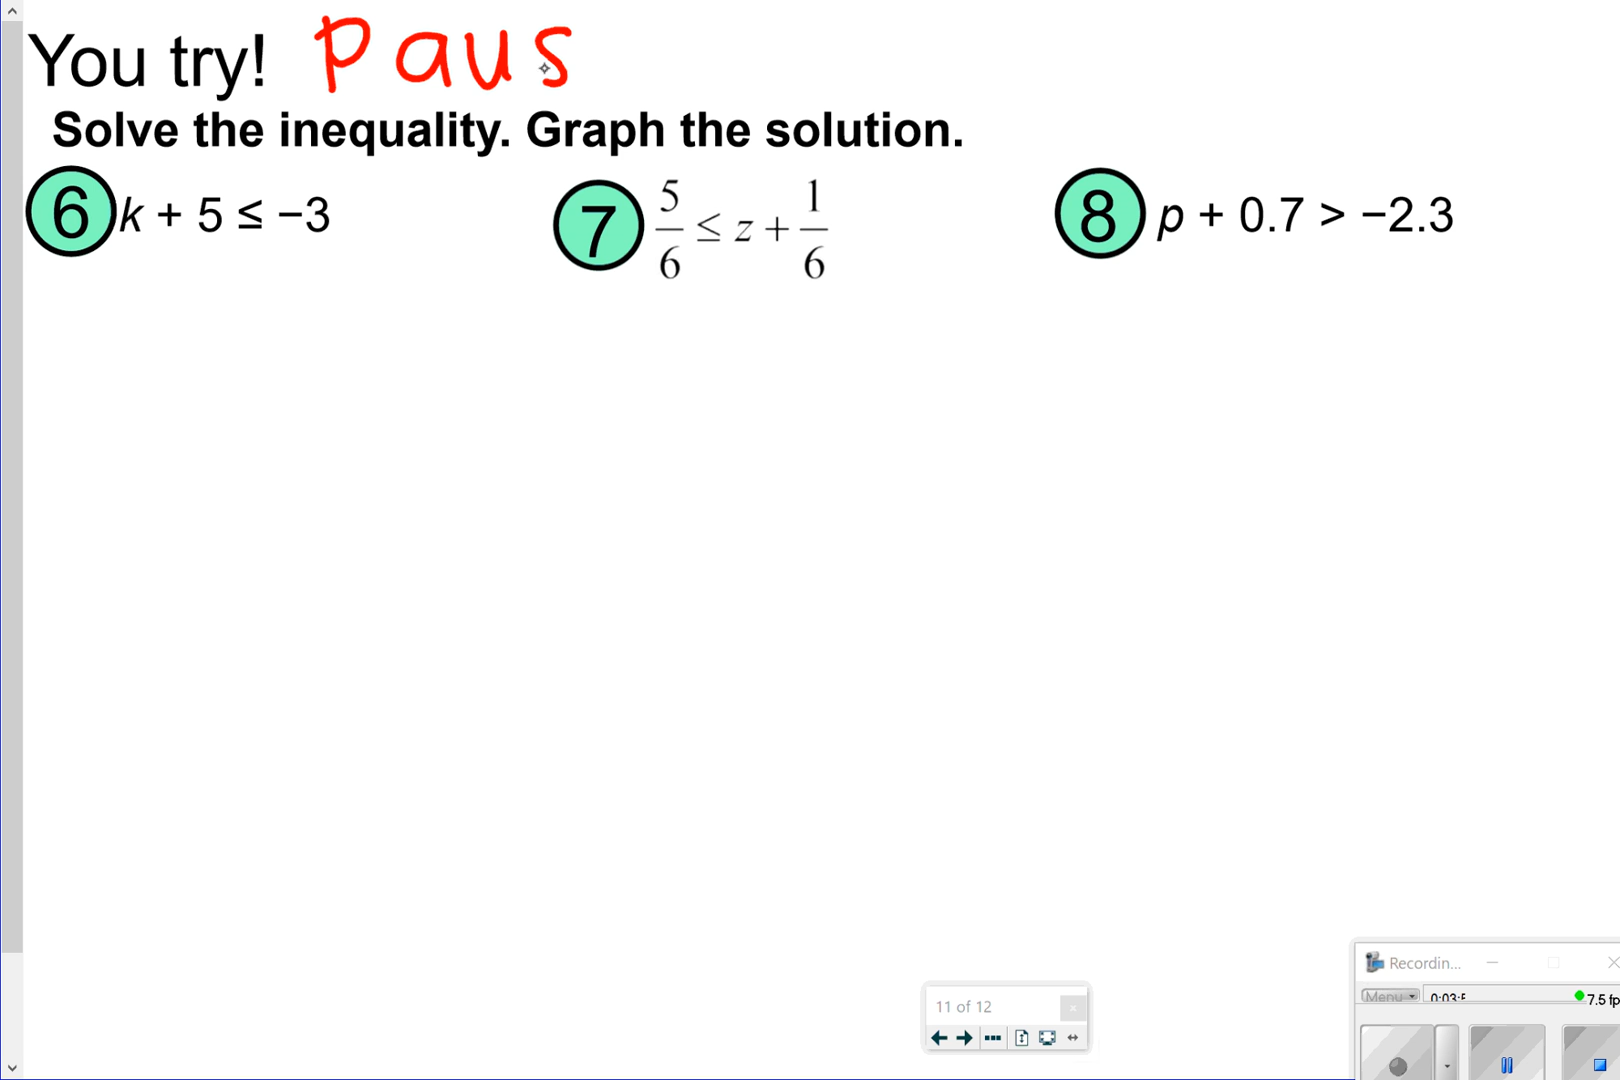 You try! Paus
Solve the inequality. Graph the solution.
6 k + 5 ≤ −3
7 5/6 ≤ z + 1/6
8 p + 0.7 > −2.3
Recordin...
Menu
7.5 fp
11 of 12